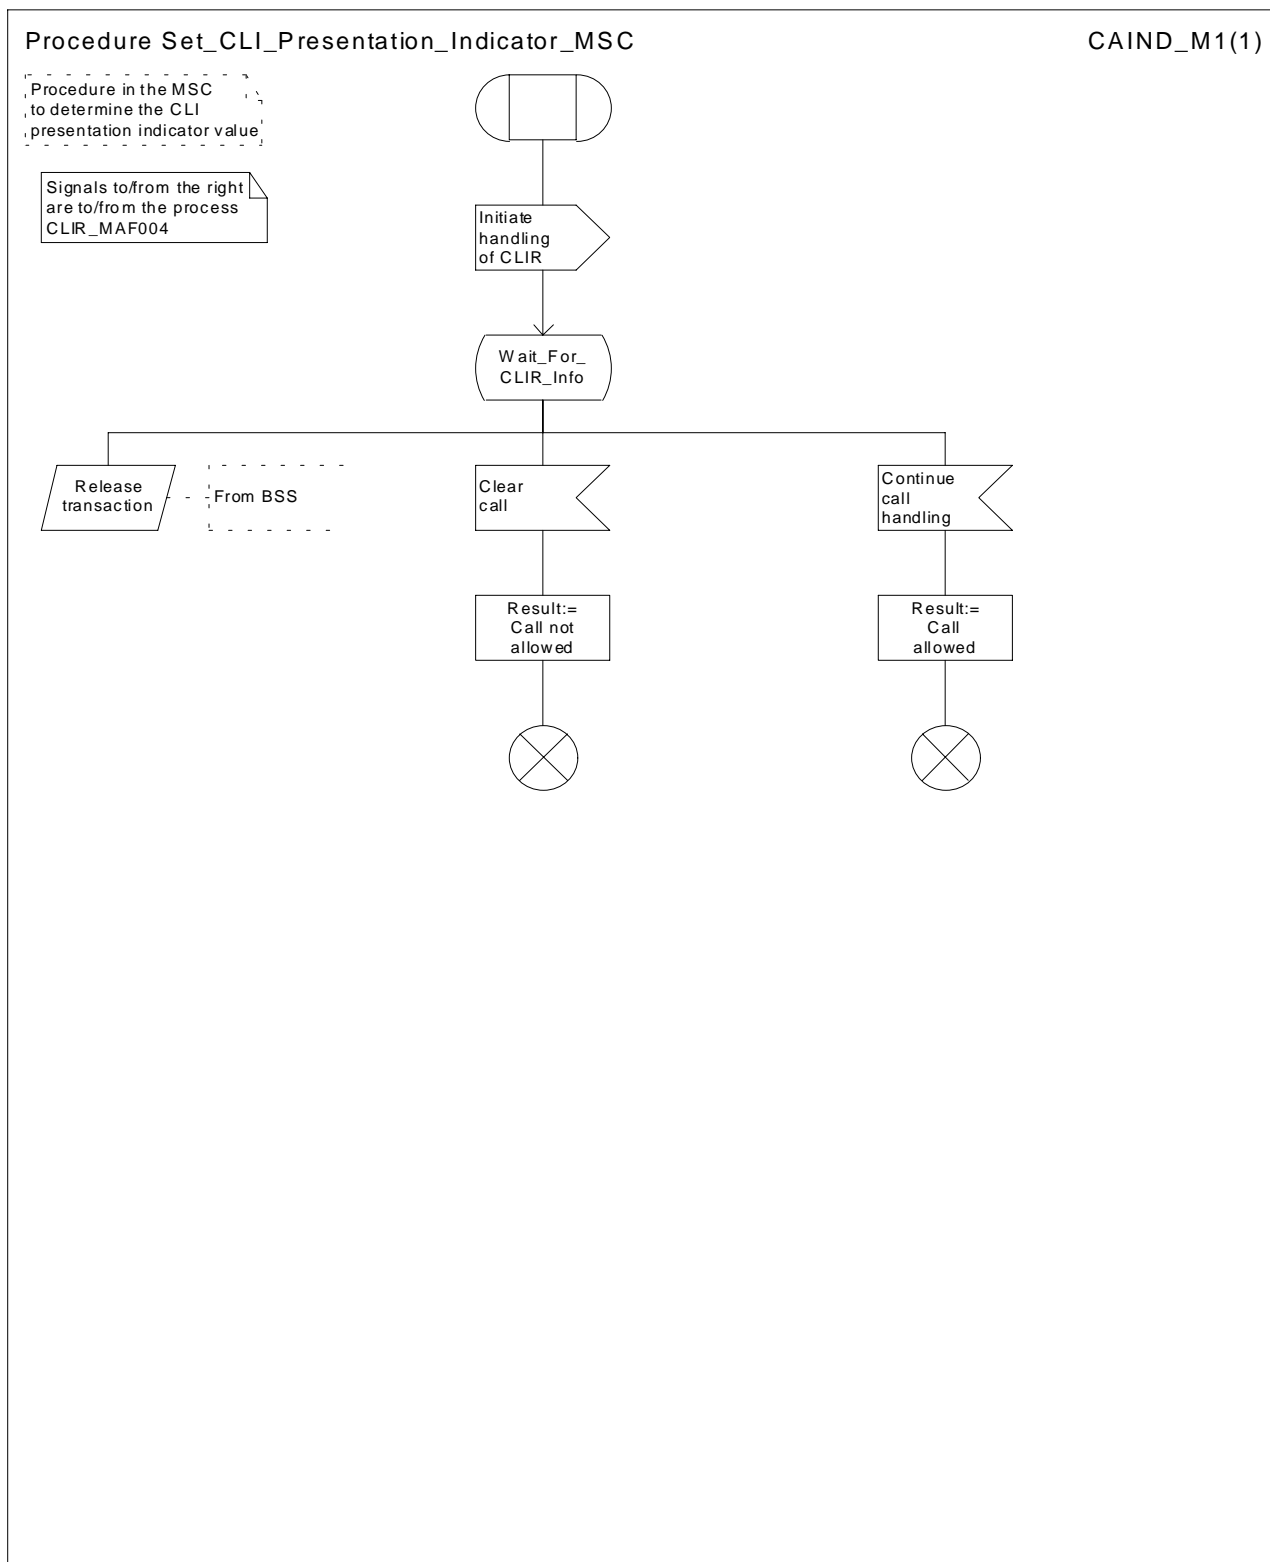 Procedure Set_CLI_Presentation_Indicator_MSC
CAIND_M1(1)
Procedure in the MSC
to determine the CLI
presentation indicator value
Signals to/from the right
are to/from the process
CLIR_MAF004
Initiate
handling
of CLIR
Wait_For_
CLIR_Info
Release
transaction
From BSS
Clear
call
Continue
call
handling
Result:=
Call not
allowed
Result:=
Call
allowed